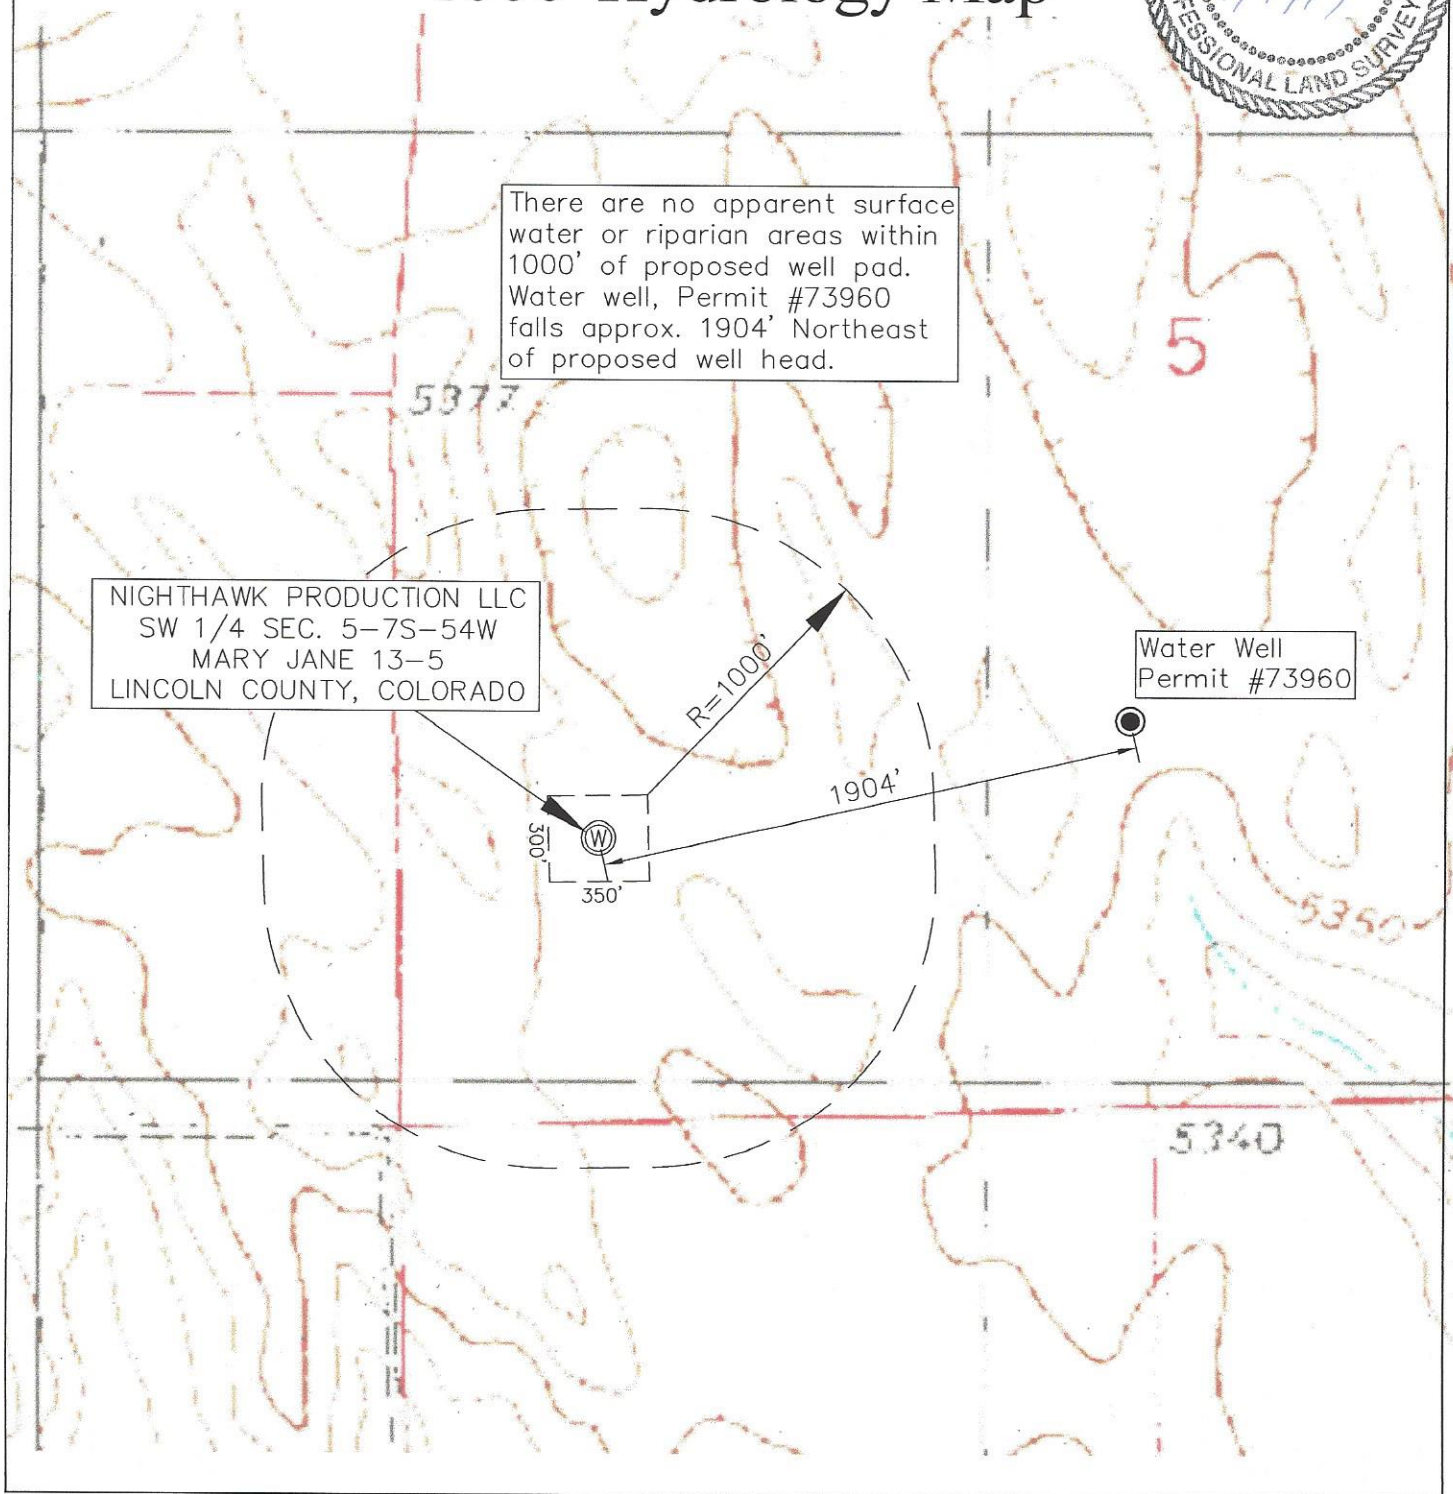 Hydrology Map
FESSIONAL LAND SURVEY
There are no apparent surface
water or riparian areas within
1000' of proposed well pad.
Water well, Permit #73960
falls approx. 1904' Northeast
of proposed well head.
5
5377
NIGHTHAWK PRODUCTION LLC
SW 1/4 SEC. 5-7S-54W
MARY JANE 13-5
LINCOLN COUNTY, COLORADO
R=1000'
Water Well
Permit #73960
1904'
300'
W
350'
5350
5340